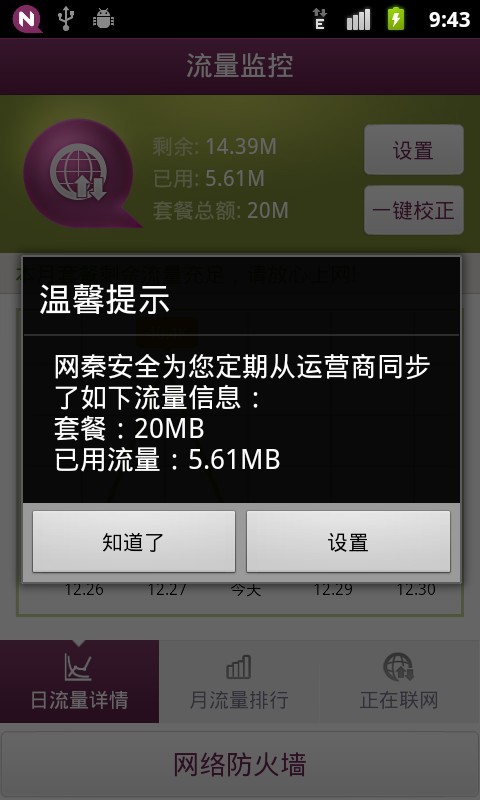 N
E
9:43
流量监控
剩余: 14.39M
已用: 5.61M
套餐总额: 20M
设置
一键校正
温馨提示
网秦安全为您定期从运营商同步
了如下流量信息：
套餐：20MB
已用流量：5.61MB
知道了
设置
12.26 12.27 今天 12.29 12.30
日流量详情
月流量排行
正在联网
网络防火墙